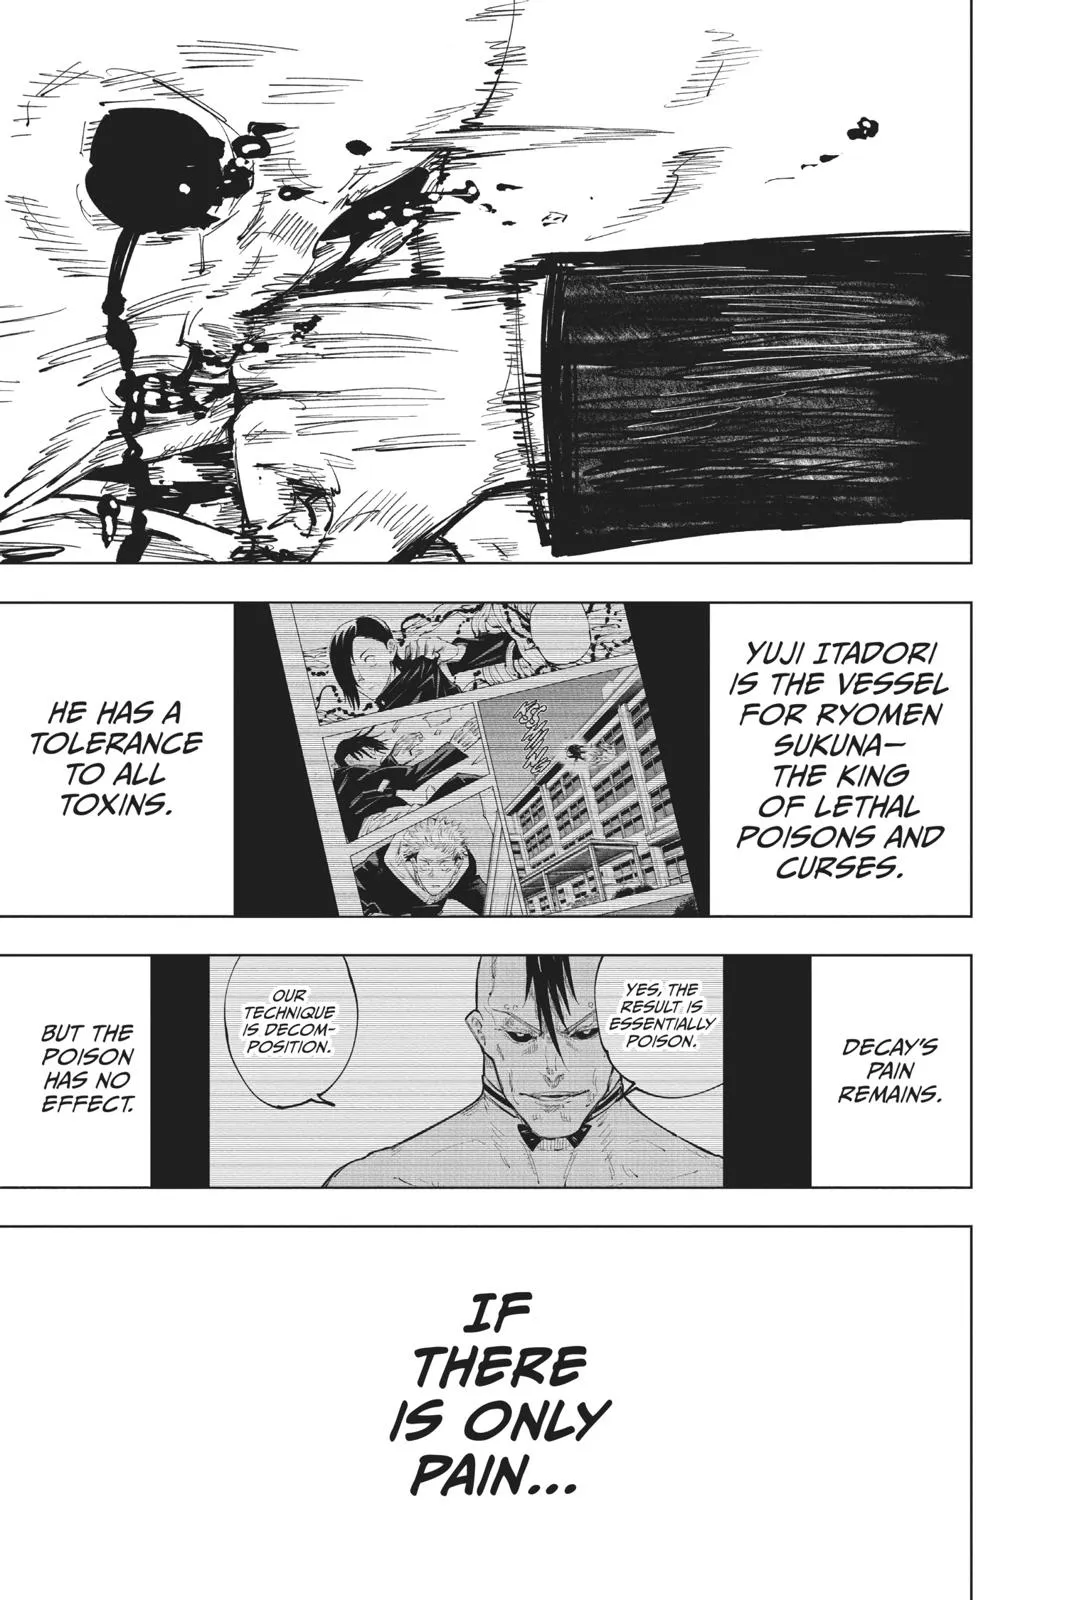 YUJI ITADORI
IS THE VESSEL
FOR RYOMEN
SUKUNA—
THE KING
OF LETHAL
POISONS AND
CURSES.
HE HAS A
TOLERANCE
TO ALL
TOXINS.
DECAY'S
PAIN
REMAINS.
YES, THE
RESULT IS
ESSENTIALLY
POISON.
OUR
TECHNIQUE
IS DECOM-
POSITION.
BUT THE
POISON
HAS NO
EFFECT.
IF
THERE
IS ONLY
PAIN...